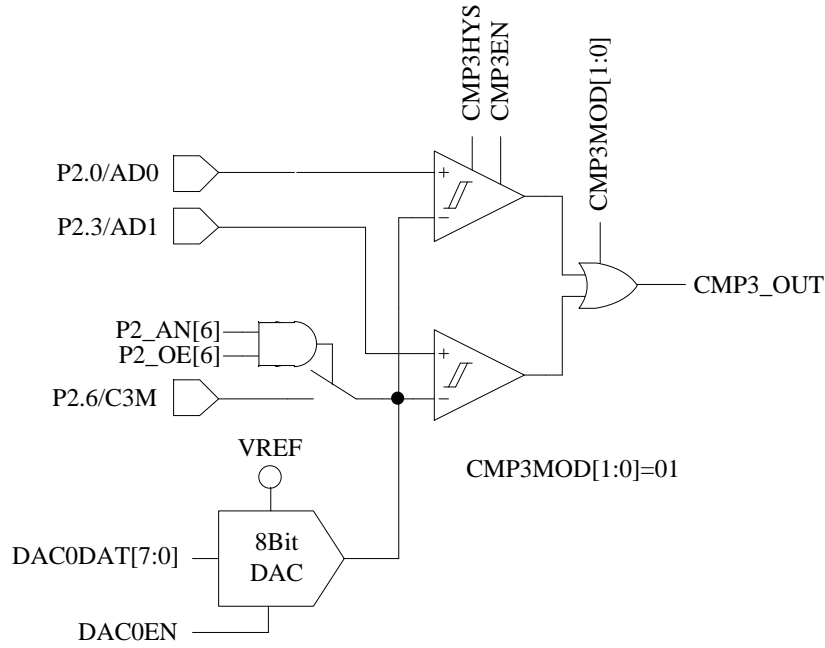 CMP3HYS
CMP3EN
CMP3MOD[1:0]
P2.0/AD0
+
−
P2.3/AD1
CMP3_OUT
P2_AN[6]
P2_OE[6]
+
−
P2.6/C3M
VREF
CMP3MOD[1:0]=01
DAC0DAT[7:0]
8Bit
DAC
DAC0EN